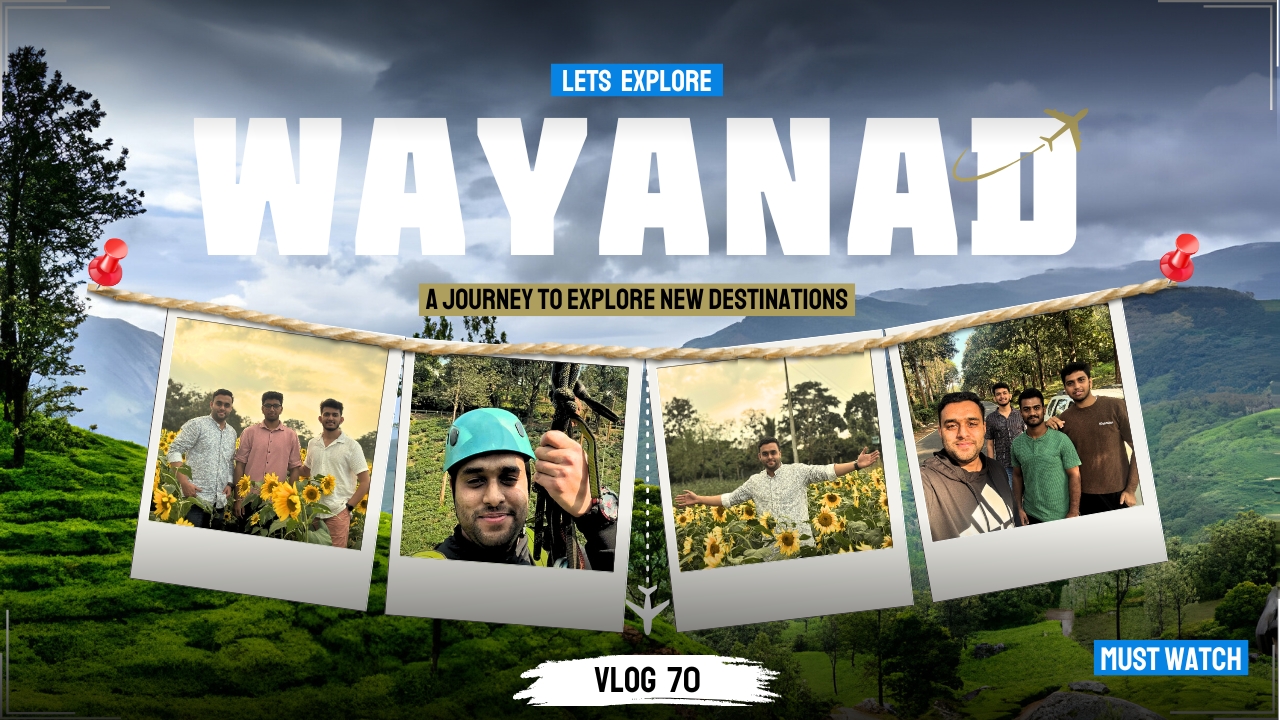 LETS EXPLORE
WAYANAD
A JOURNEY TO EXPLORE NEW DESTINATIONS
VLOG 70
MUST WATCH